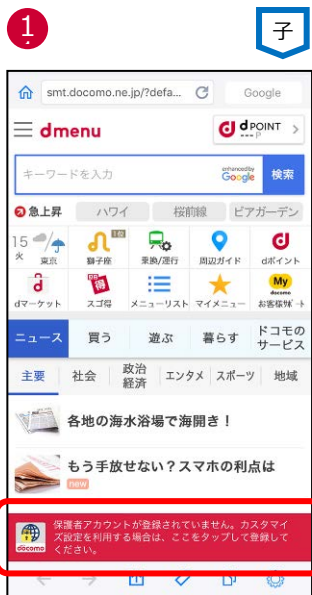 1
子
smt.docomo.ne.jp/?defa...
Google
dmenu
d POINT
--- P
キーワードを入力
enhanced by Google
検索
急上昇 ハワイ 桜前線 ビアガーデン
15
火 東京 獅子座 乗換/運行 周辺ガイド dポイント
得
My docomo
dマーケット スゴ得 メニューリスト マイメニュー お客様ｻﾎﾟｰﾄ
ニュース 買う 遊ぶ 暮らす ドコモの
サービス
主要 社会 政治
経済 エンタメ スポーツ 地域
各地の海水浴場で海開き！
もう手放せない？スマホの利点は
new
保護者アカウントが登録されていません。カスタマイ
ズ設定を利用する場合は、ここをタップして登録して
ください。
docomo